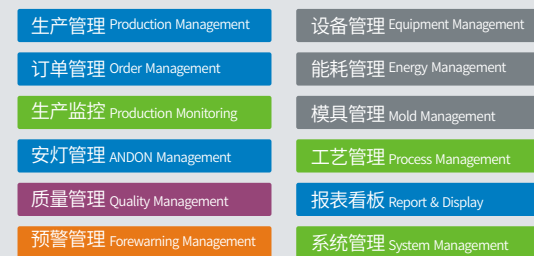 生产管理 Production Management
订单管理 Order Management
生产监控 Production Monitoring
安灯管理 ANDON Management
质量管理 Quality Management
预警管理 Forewarning Management
设备管理 Equipment Management
能耗管理 Energy Management
模具管理 Mold Management
工艺管理 Process Management
报表看板 Report & Display
系统管理 System Management